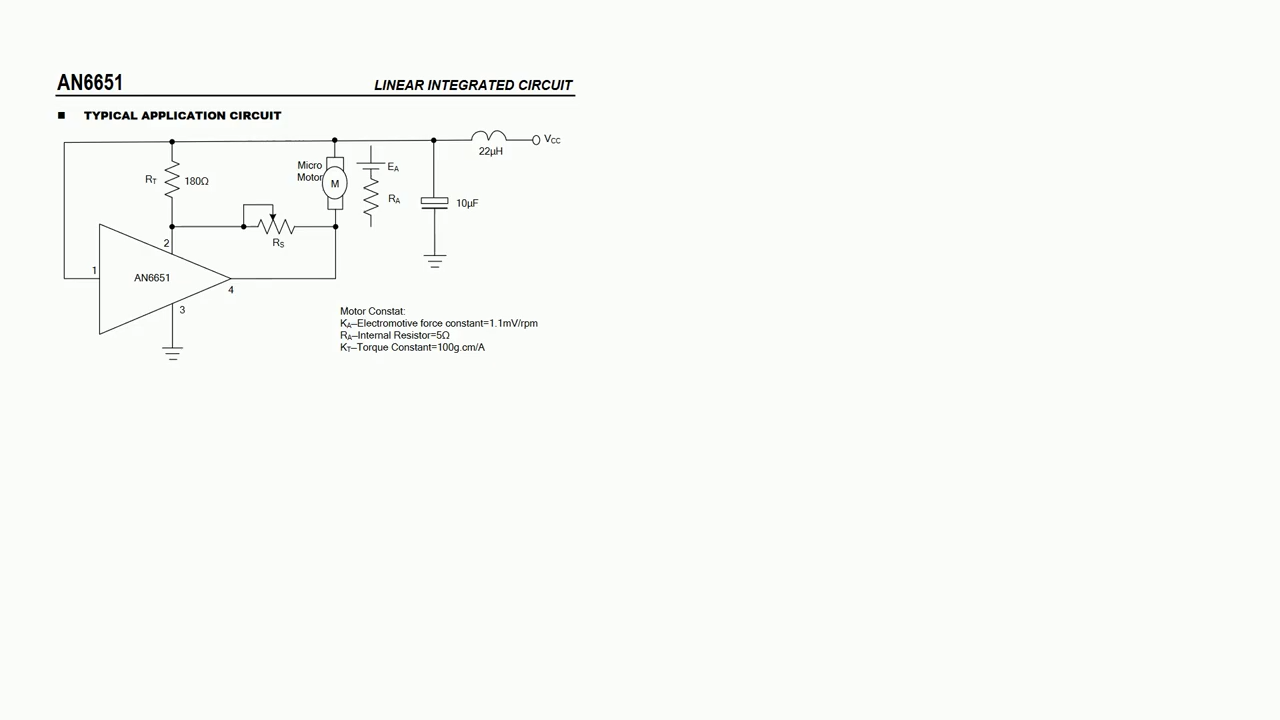 AN6651
LINEAR INTEGRATED CIRCUIT
■ TYPICAL APPLICATION CIRCUIT
VCC
22µH
Micro
Motor
M
EA
RT
180Ω
RA
10µF
RS
2
1
AN6651
4
3
Motor Constat:
KA–Electromotive force constant=1.1mV/rpm
RA–Internal Resistor=5Ω
KT–Torque Constant=100g.cm/A